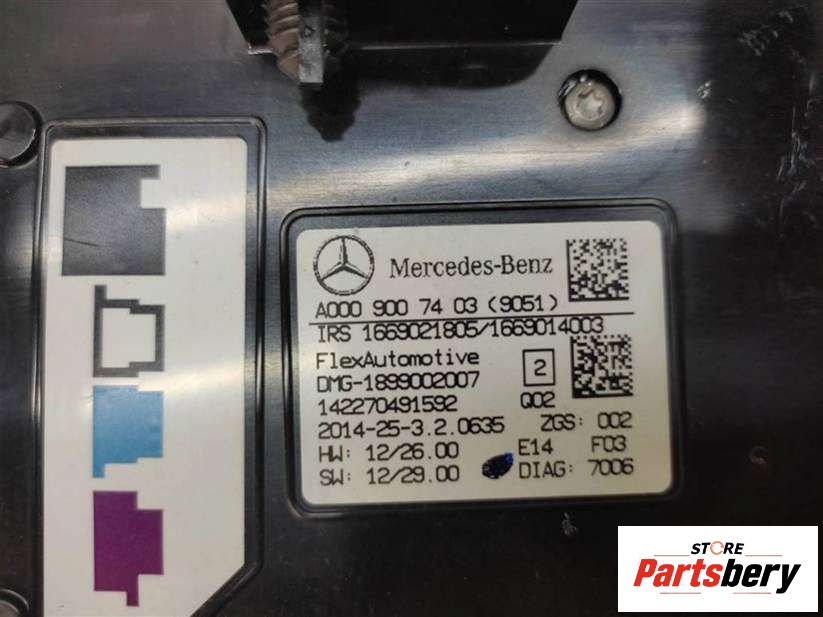 Mercedes-Benz
A000 900 74 03 (9051)
IRS 1669021805/1669014003
FlexAutomotive
DMG-1899002007
2
142270491592
Q02
2014-25-3.2.0635
ZGS: 002
HW: 12/26.00
E14 F03
SW: 12/29.00
DIAG: 7006
STORE
Partsbery